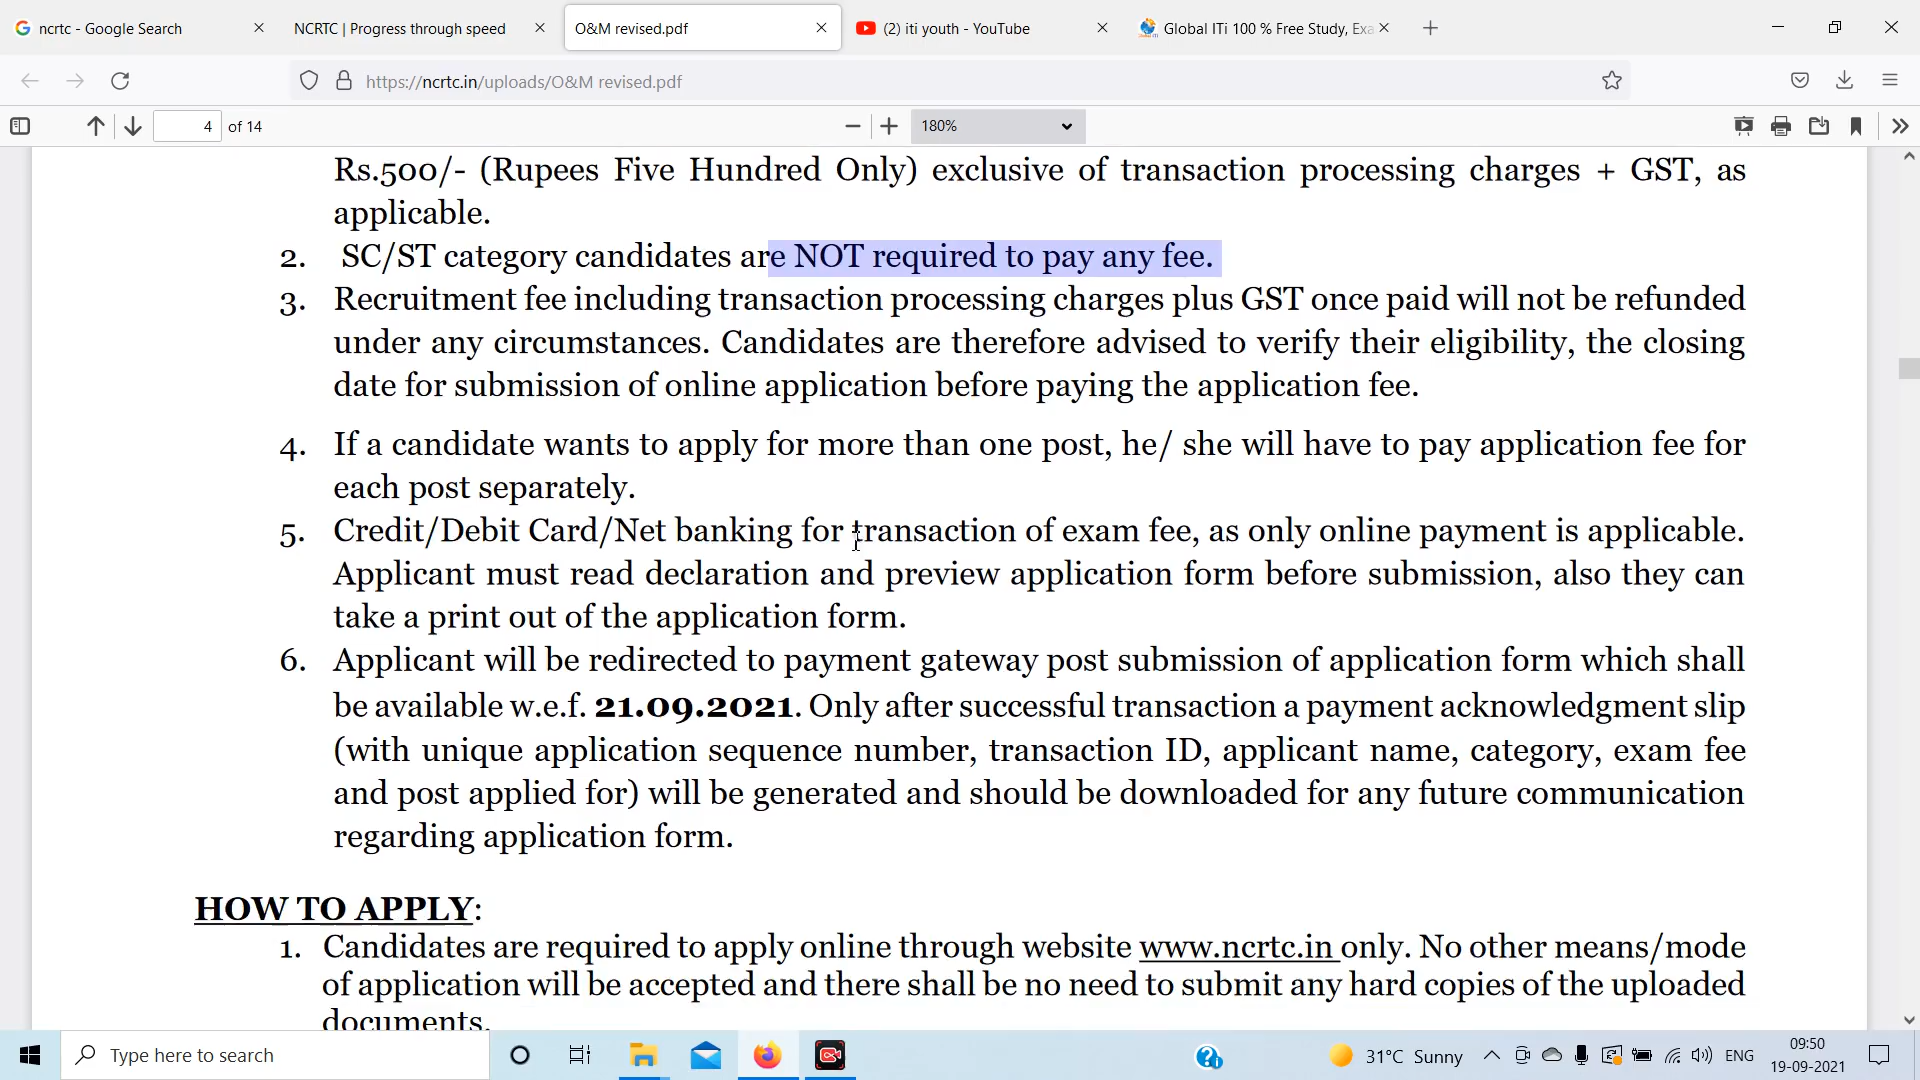 ncrtc - Google Search
NCRTC | Progress through speed
O&M revised.pdf
(2) iti youth - YouTube
Global ITi 100 % Free Study, Exa
https://ncrtc.in/uploads/O&M revised.pdf
4 of 14
180%
Rs.500/- (Rupees Five Hundred Only) exclusive of transaction processing charges + GST, as
applicable.
2. SC/ST category candidates are NOT required to pay any fee.
3. Recruitment fee including transaction processing charges plus GST once paid will not be refunded
under any circumstances. Candidates are therefore advised to verify their eligibility, the closing
date for submission of online application before paying the application fee.
4. If a candidate wants to apply for more than one post, he/ she will have to pay application fee for
each post separately.
5. Credit/Debit Card/Net banking for transaction of exam fee, as only online payment is applicable.
Applicant must read declaration and preview application form before submission, also they can
take a print out of the application form.
6. Applicant will be redirected to payment gateway post submission of application form which shall
be available w.e.f. 21.09.2021. Only after successful transaction a payment acknowledgment slip
(with unique application sequence number, transaction ID, applicant name, category, exam fee
and post applied for) will be generated and should be downloaded for any future communication
regarding application form.
HOW TO APPLY:
1. Candidates are required to apply online through website www.ncrtc.in only. No other means/mode
of application will be accepted and there shall be no need to submit any hard copies of the uploaded
documents.
Type here to search
31°C Sunny
ENG
09:50
19-09-2021